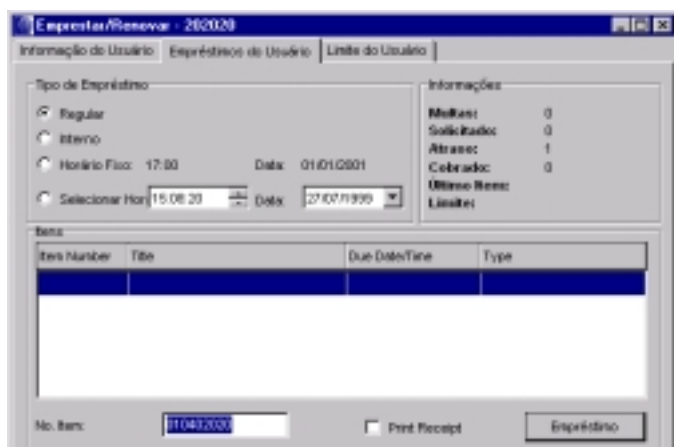 Emprestar/Renovar - 202020
Informação do Usuário Empréstimos do Usuário Limite do Usuário
Tipo de Empréstimo
Regular
Interno
Horário Fixo: 17:00 Data: 01/01/2001
Selecionar Hor 15:08:20 Data: 27/07/1999
Informações
Multas: 0
Solicitado: 0
Atraso: 1
Cobrado: 0
Último Item:
Limite:
Itens
Item Number Title Due Date/Time Type
No. Item: 010402020 Print Receipt Empréstimo